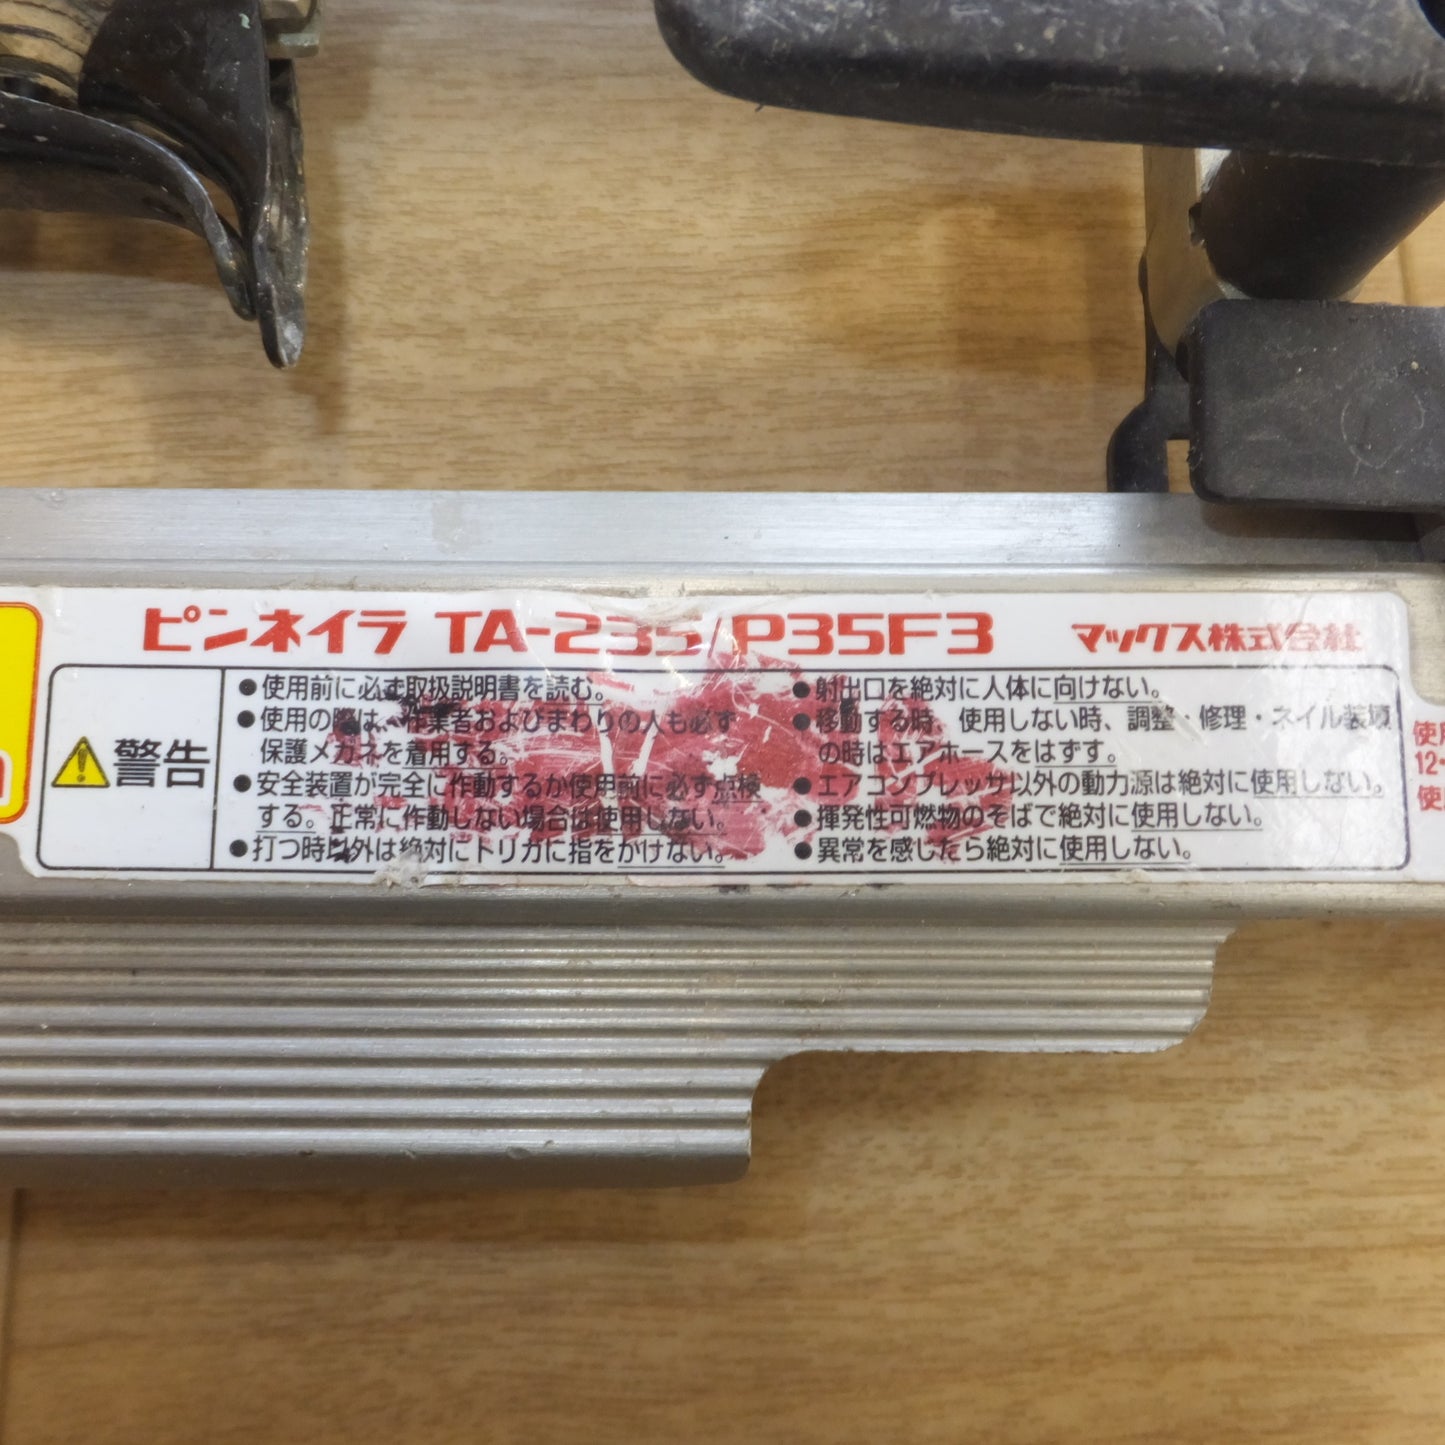 ピンネイラ TA-235/P35F3 マックス株式会社
警告
●使用前に必ず取扱説明書を読む。
●使用の際は、作業者およびまわりの人も必ず
保護メガネを着用する。
●安全装置が完全に作動するか使用前に必ず点検
する。正常に作動しない場合は使用しない。
●打つ時以外は絶対にトリガに指をかけない。
●射出口を絶対に人体に向けない。
●移動する時、使用しない時、調整・修理・ネイル装填
の時はエアホースをはずす。
●エアコンプレッサ以外の動力源は絶対に使用しない。
●揮発性可燃物のそばで絶対に使用しない。
●異常を感じたら絶対に使用しない。
使用
12-
使